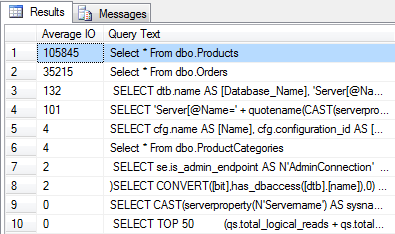 Results Messages
Average IO Query Text
1 105845 Select * From dbo.Products
2 35215 Select * From dbo.Orders
3 132 SELECT dtb.name AS [Database_Name], 'Server[@Na...
4 101 SELECT 'Server[@Name=' + quotename(CAST(serverpro...
5 4 SELECT cfg.name AS [Name], cfg.configuration_id AS [...
6 4 Select * From dbo.ProductCategories
7 2 SELECT se.is_admin_endpoint AS N'AdminConnection' ...
8 2 )SELECT CONVERT([bit],has_dbaccess([dtb].[name]),0) ...
9 0 SELECT CAST(serverproperty(N'Servername') AS sysna...
10 0 SELECT TOP 50 (qs.total_logical_reads + qs.total...